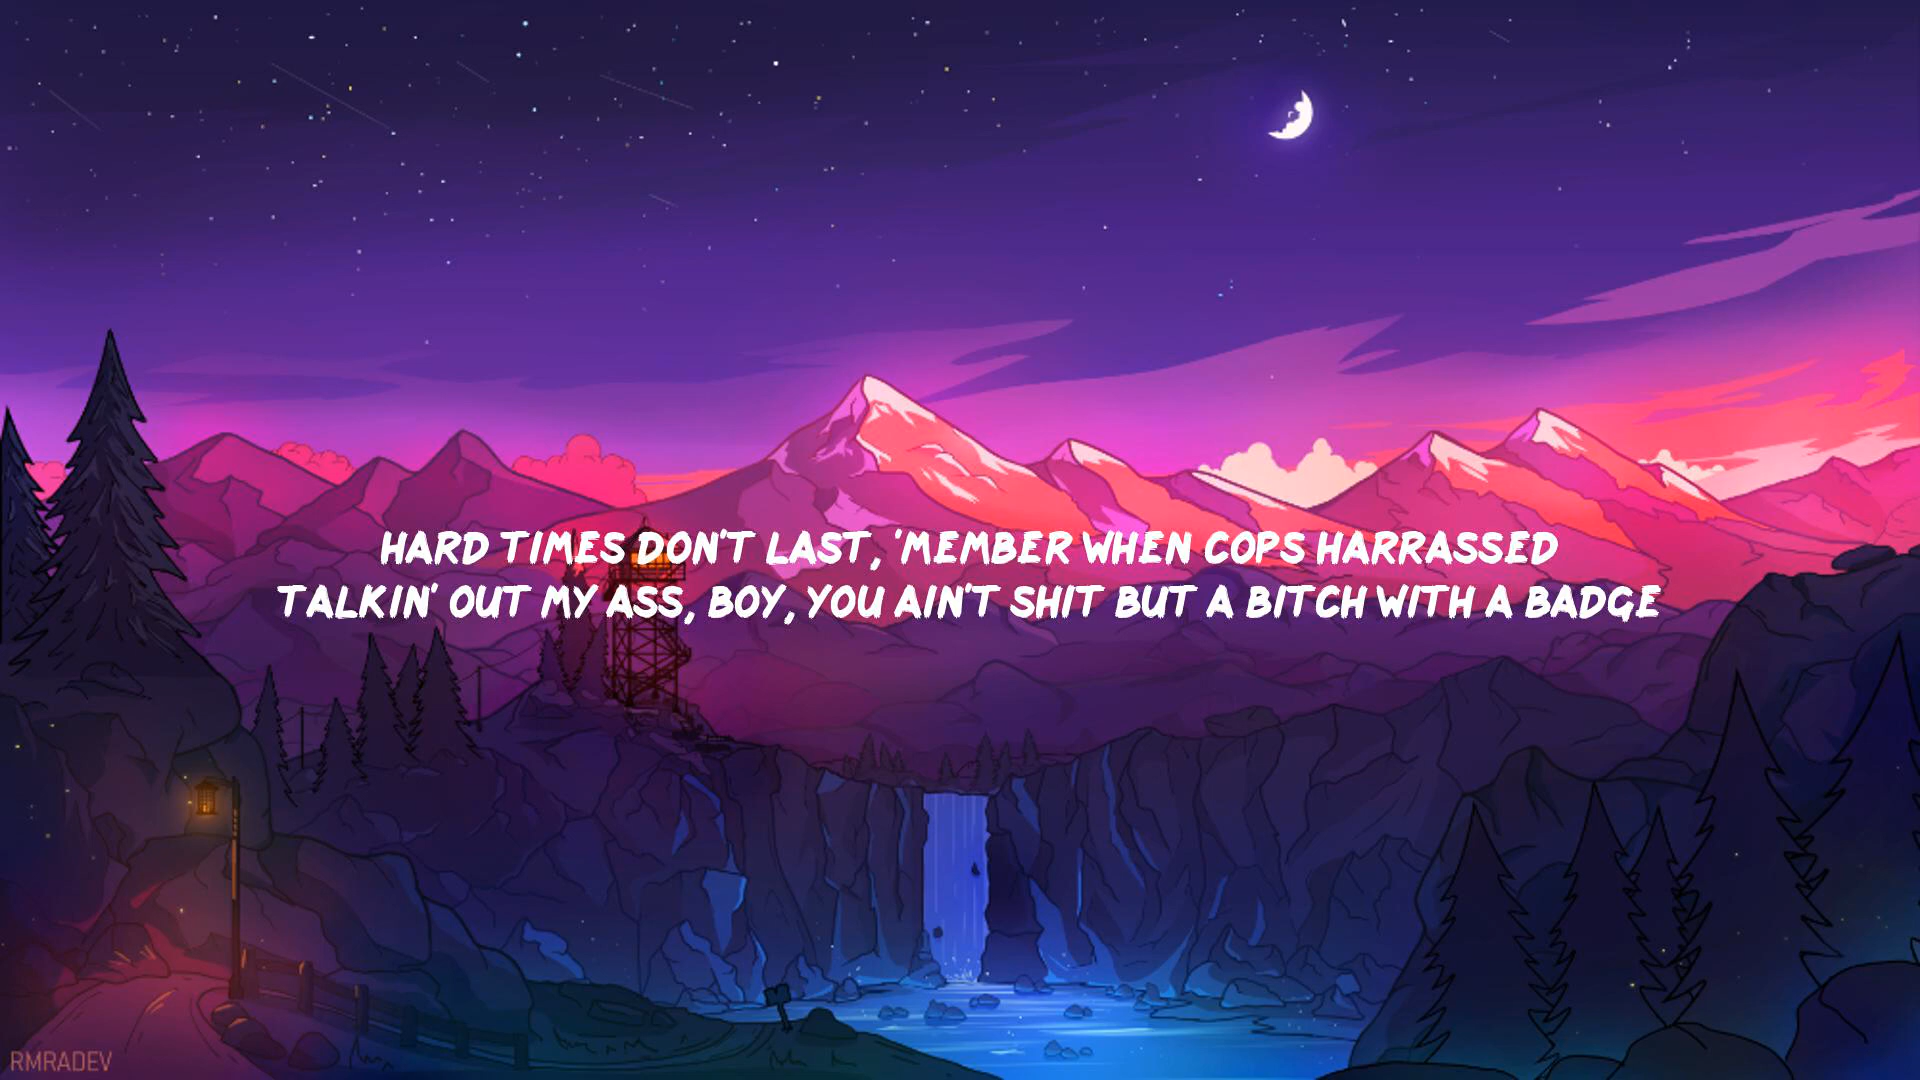 HARD TIMES DON'T LAST, 'MEMBER WHEN COPS HARRASSED
TALKIN' OUT MY ASS, BOY, YOU AIN'T SHIT BUT A BITCH WITH A BADGE
RMRADEV